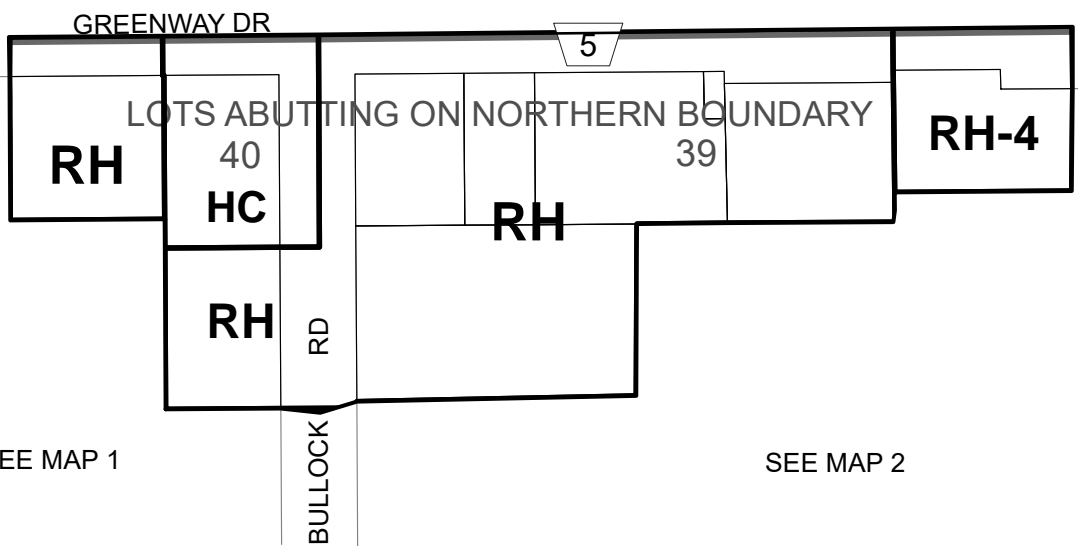 GREENWAY DR
5
LOTS ABUTTING ON NORTHERN BOUNDARY
40
39
RH
HC
RH
RH-4
RH
RD
BULLOCK
EE MAP 1
SEE MAP 2